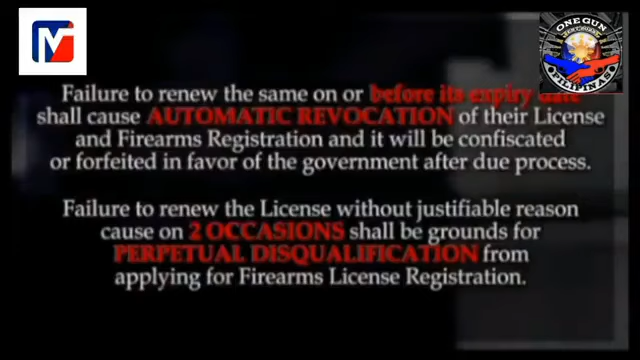 ONE GUN
PILIPINAS
Failure to renew the same on or before its expiry date
shall cause AUTOMATIC REVOCATION of their License
and Firearms Registration and it will be confiscated
or forfeited in favor of the government after due process.
Failure to renew the License without justifiable reason
cause on 2 OCCASIONS shall be grounds for
PERPETUAL DISQUALIFICATION from
applying for Firearms License Registration.